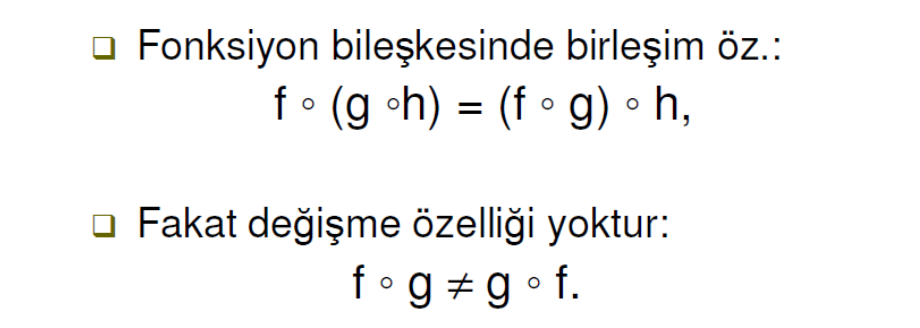 ❑ Fonksiyon bileşkesinde birleşim öz.:
f ∘ (g ∘h) = (f ∘ g) ∘ h,
❑ Fakat değişme özelliği yoktur:
f ∘ g ≠ g ∘ f.